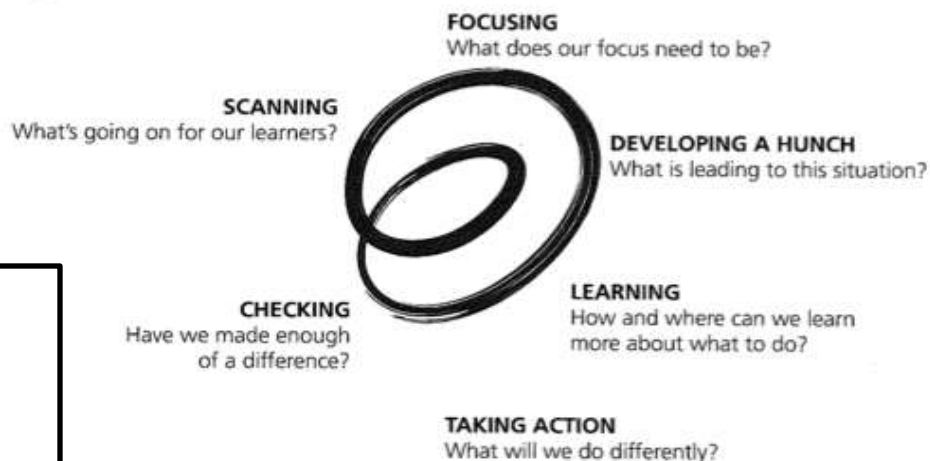 FOCUSING
What does our focus need to be?
SCANNING
What's going on for our learners?
DEVELOPING A HUNCH
What is leading to this situation?
LEARNING
How and where can we learn
more about what to do?
CHECKING
Have we made enough
of a difference?
TAKING ACTION
What will we do differently?